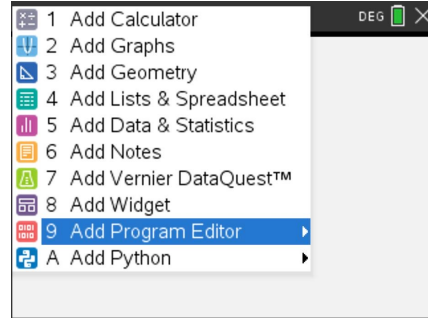 1 Add Calculator
DEG
2 Add Graphs
3 Add Geometry
4 Add Lists & Spreadsheet
5 Add Data & Statistics
6 Add Notes
7 Add Vernier DataQuest™
8 Add Widget
9 Add Program Editor
A Add Python